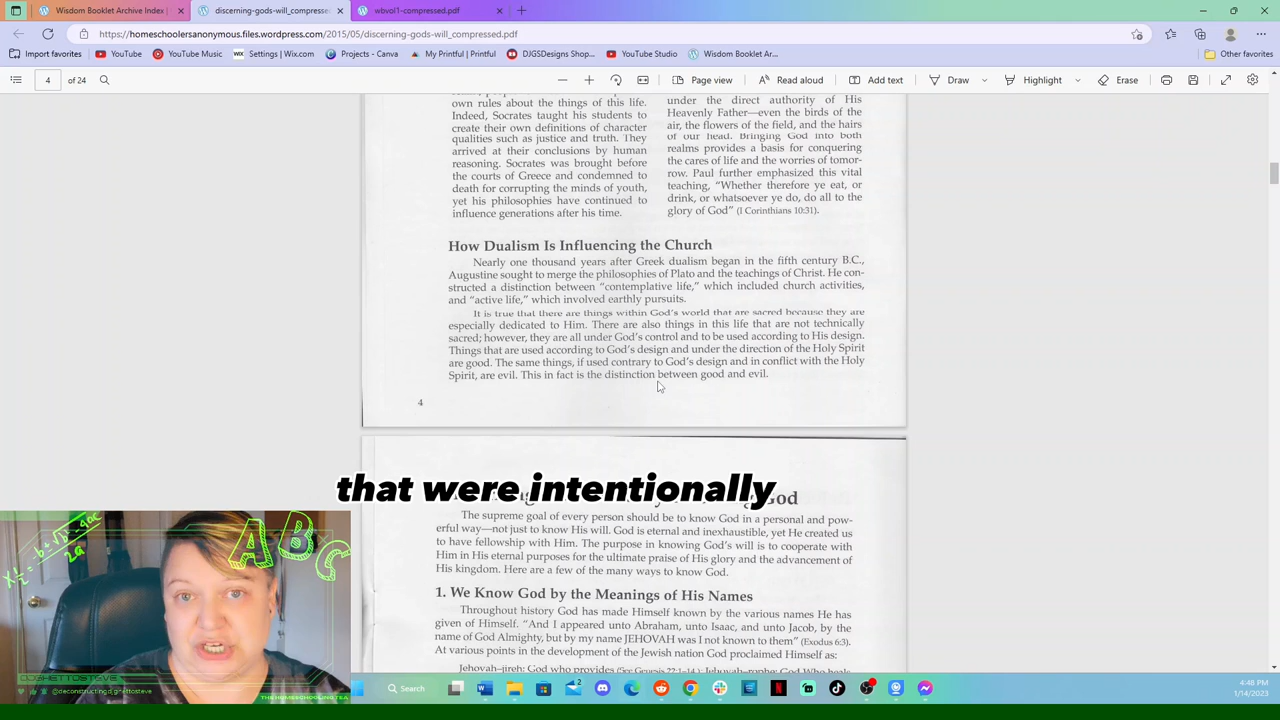 Wisdom Booklet Archive Index |
discerning-gods-will_compressed
wbvol1-compressed.pdf
https://homeschoolersanonymous.files.wordpress.com/2015/05/discerning-gods-will_compressed.pdf
Import favorites
YouTube
YouTube Music
Settings | Wix.com
Projects - Canva
My Printful | Printful
DJGSDesigns Shop...
YouTube Studio
Wisdom Booklet Ar...
Other favorites
4
of 24
Page view
Read aloud
Add text
Draw
Highlight
Erase
own rules about the things of this life.
Indeed, Socrates taught his students to
create their own definitions of character
qualities such as justice and truth. They
arrived at their conclusions by human
reasoning. Socrates was brought before
the courts of Greece and condemned to
death for corrupting the minds of youth,
yet his philosophies have continued to
influence generations after his time.
under the direct authority of His
Heavenly Father—even the birds of the
air, the flowers of the field, and the hairs
of our head. Bringing God into both
realms provides a basis for conquering
the cares of life and the worries of tomor-
row. Paul further emphasized this vital
teaching, “Whether therefore ye eat, or
drink, or whatsoever ye do, do all to the
glory of God” (I Corinthians 10:31).
How Dualism Is Influencing the Church
Nearly one thousand years after Greek dualism began in the fifth century B.C.,
Augustine sought to merge the philosophies of Plato and the teachings of Christ. He con-
structed a distinction between “contemplative life,” which included church activities,
and “active life,” which involved earthly pursuits.
It is true that there are things within God’s world that are sacred because they are
especially dedicated to Him. There are also things in this life that are not technically
sacred; however, they are all under God’s control and to be used according to His design.
Things that are used according to God’s design and under the direction of the Holy Spirit
are good. The same things, if used contrary to God’s design and in conflict with the Holy
Spirit, are evil. This in fact is the distinction between good and evil.
4
that were intentionally
God
The supreme goal of every person should be to know God in a personal and pow-
erful way—not just to know His will. God is eternal and inexhaustible, yet He created us
to have fellowship with Him. The purpose in knowing God’s will is to cooperate with
Him in His eternal purposes for the ultimate praise of His glory and the advancement of
His kingdom. Here are a few of the many ways to know God.
1. We Know God by the Meanings of His Names
Throughout history God has made Himself known by the various names He has
given of Himself. “And I appeared unto Abraham, unto Isaac, and unto Jacob, by the
name of God Almighty, but by my name JEHOVAH was I not known to them” (Exodus 6:3).
At various points in the development of the Jewish nation God proclaimed Himself as:
Jehovah–jireh: God who provides (See Genesis 22:1–14.) Jehovah–rophe: God Who heals
A B C
@deconstructingd_ghettosteve
THE HOMESCHOOLING TEA
Search
2
4:48 PM
1/14/2023